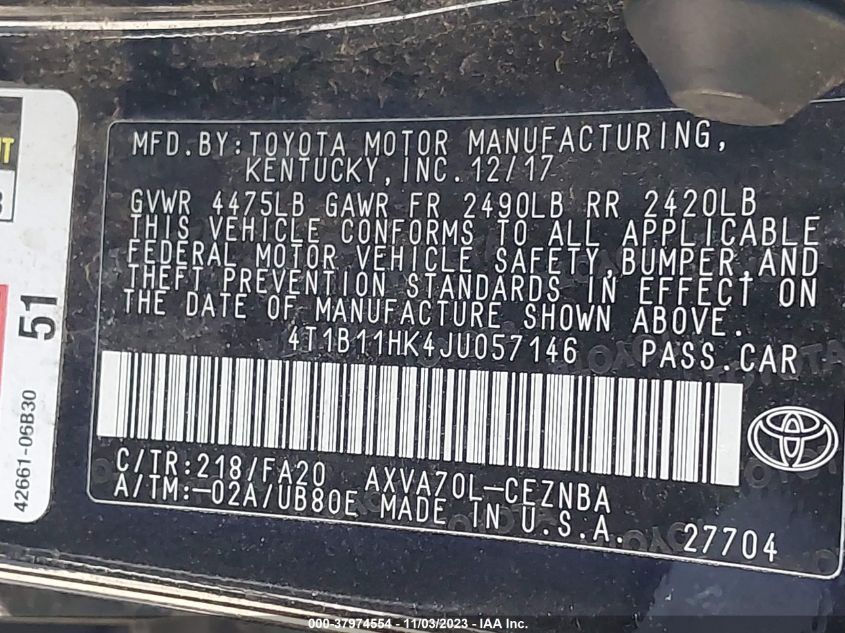 MFD.BY:TOYOTA MOTOR MANUFACTURING,
KENTUCKY,INC.12/17
GVWR 4475LB GAWR FR 2490LB RR 2420LB
THIS VEHICLE CONFORMS TO ALL APPLICABLE
FEDERAL MOTOR VEHICLE SAFETY,BUMPER,AND
THEFT PREVENTION STANDARDS IN EFFECT ON
THE DATE OF MANUFACTURE SHOWN ABOVE.
4T1B11HK4JU057146 PASS.CAR
C/TR:218/FA20 AXVA70L-CEZNBA
A/TM:-02A/UB80E MADE IN U.S.A.
27704
51
42661-06B30
000-37974554 - 11/03/2023 - IAA Inc.